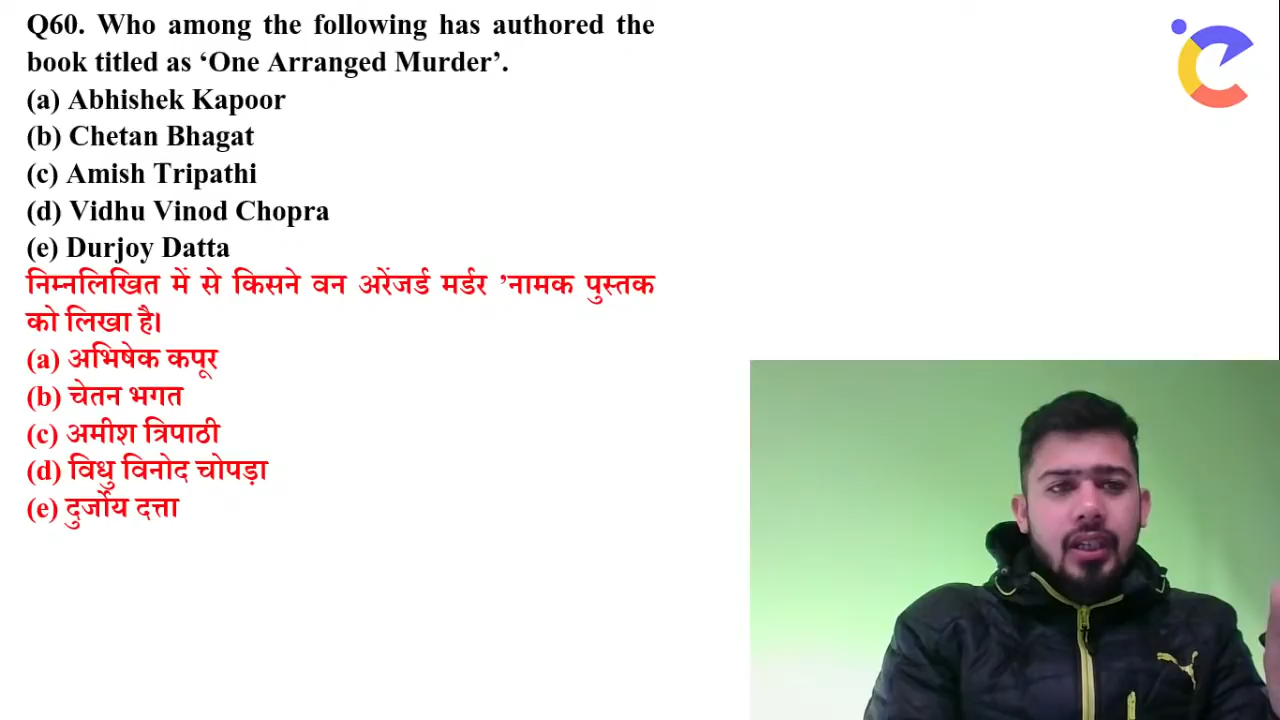 Q60. Who among the following has authored the
book titled as ‘One Arranged Murder’.
(a) Abhishek Kapoor
(b) Chetan Bhagat
(c) Amish Tripathi
(d) Vidhu Vinod Chopra
(e) Durjoy Datta
निम्नलिखित में से किसने वन अरेंजर्ड मर्डर ’नामक पुस्तक
को लिखा है।
(a) अभिषेक कपूर
(b) चेतन भगत
(c) अमीश त्रिपाठी
(d) विधु विनोद चोपड़ा
(e) दुर्जोय दत्ता